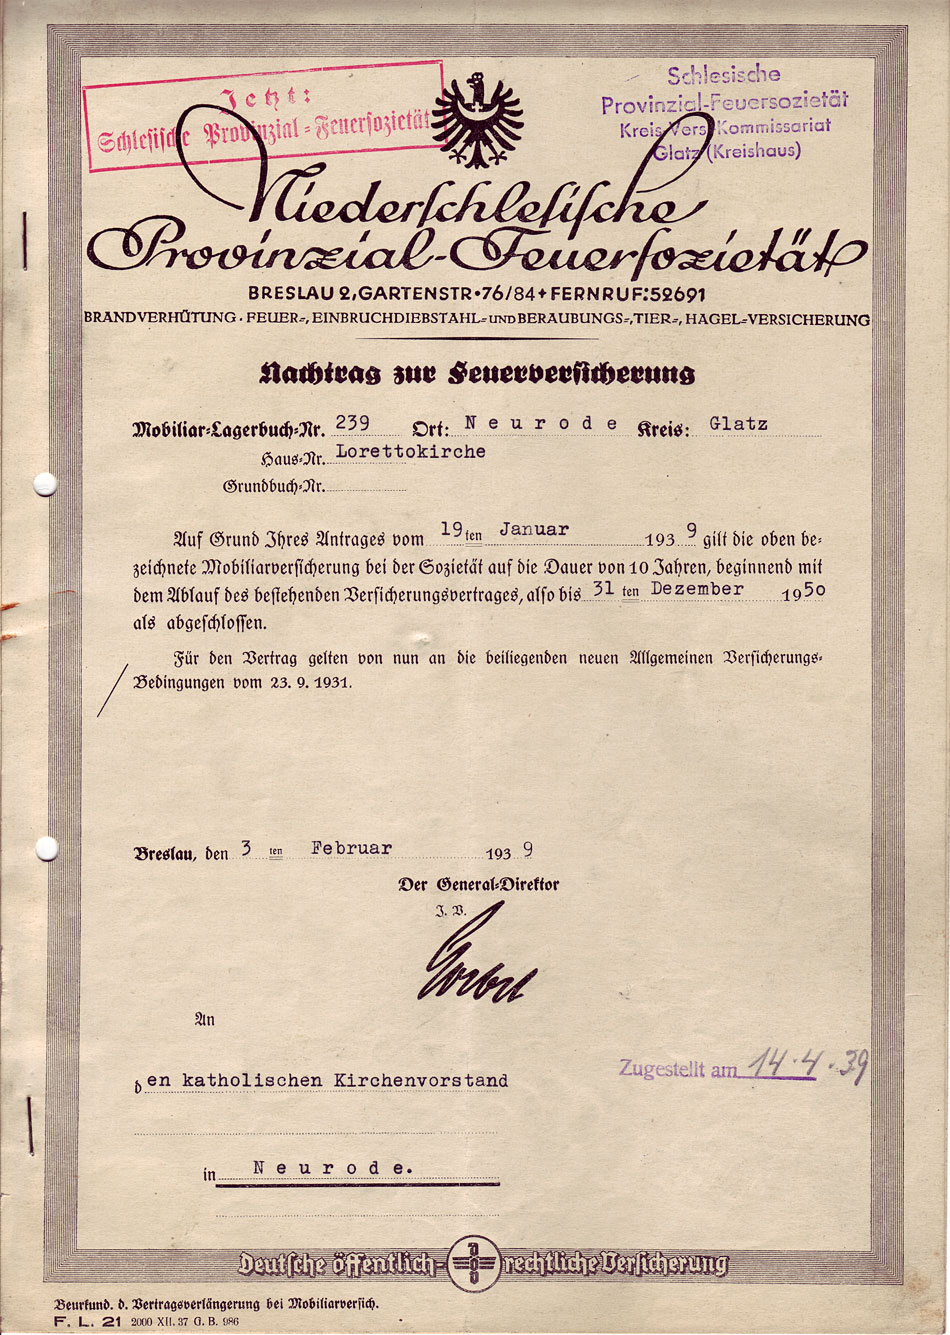 Jetzt:
Schlesische Provinzial-Feuersozietät
Schlesische
Provinzial-Feuersozietät
Kreis Vers. Kommissariat
Glatz (Kreishaus)
Niederschlesische
Provinzial-Feuersozietät
BRESLAU 2, GARTENSTR. 76/84 + FERNRUF: 52691
BRANDVERHÜTUNG. FEUER-, EINBRUCHDIEBSTAHL- UND BERAUBUNGS-, TIER-, HAGEL-VERSICHERUNG
Nachtrag zur Feuerversicherung
Mobiliar-Lagerbuch-Nr. 239 Ort: Neurode Kreis: Glatz
Haus-Nr. Lorettokirche
Grundbuch-Nr.
Auf Grund Ihres Antrages vom 19ten Januar 1939 gilt die oben be-
zeichnete Mobiliarversicherung bei der Sozietät auf die Dauer von 10 Jahren, beginnend mit
dem Ablauf des bestehenden Versicherungsvertrages, also bis 31ten Dezember 1950
als abgeschlossen.
Für den Vertrag gelten von nun an die beiliegenden neuen Allgemeinen Versicherungs-
Bedingungen vom 23. 9. 1931.
Breslau, den 3ten Februar 1939
Der General-Direktor
J. V.
An
den katholischen Kirchenvorstand
Zugestellt am 14.4.39
in Neurode.
Deutsche öffentlich-rechtliche Versicherung
Beurkund. d. Vertragsverlängerung bei Mobiliarversich.
F. L. 21 2000 XII. 37 G. B. 986